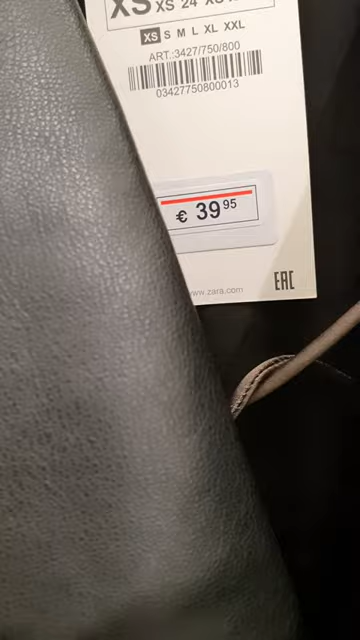 XS XS 24
XS S M L XL XXL
ART.:3427/750/800
03427750800013
€ 39 95
www.zara.com
EAC